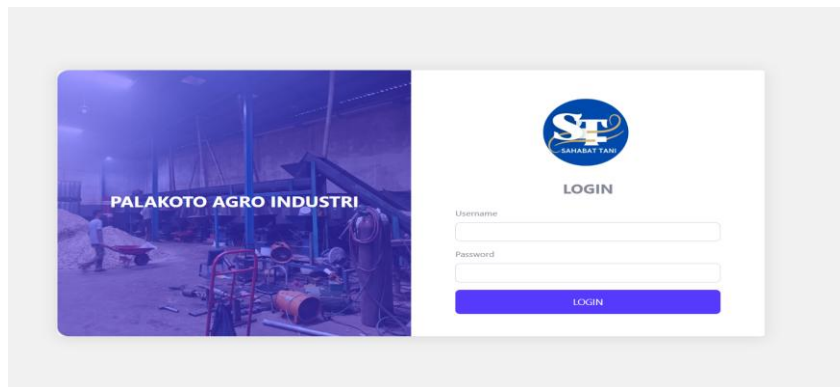 PALAKOTO AGRO INDUSTRI
ST
SAHABAT TANI
LOGIN
Username
Password
LOGIN